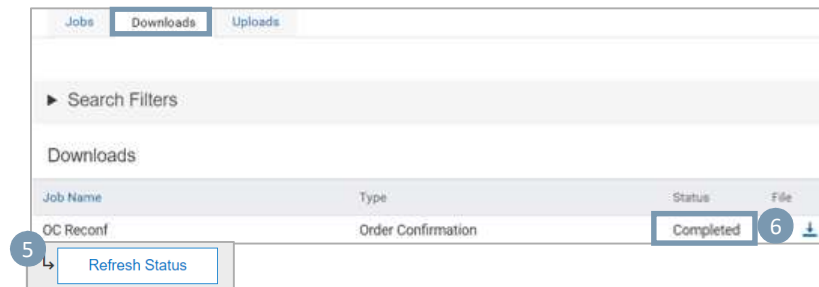 Jobs Downloads Uploads
Search Filters
Downloads
Job Name Type Status File
OC Reconf Order Confirmation Completed 6
5
Refresh Status